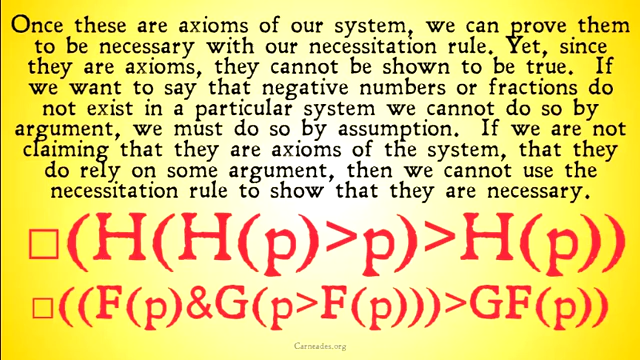 Once these are axioms of our system, we can prove them
to be necessary with our necessitation rule. Yet, since
they are axioms, they cannot be shown to be true. If
we want to say that negative numbers or fractions do
not exist in a particular system we cannot do so by
argument, we must do so by assumption. If we are not
claiming that they are axioms of the system, that they
do rely on some argument, then we cannot use the
necessitation rule to show that they are necessary.
□(H(H(p)>p)>H(p))
□((F(p)&G(p>F(p)))>GF(p))
Carneades.org